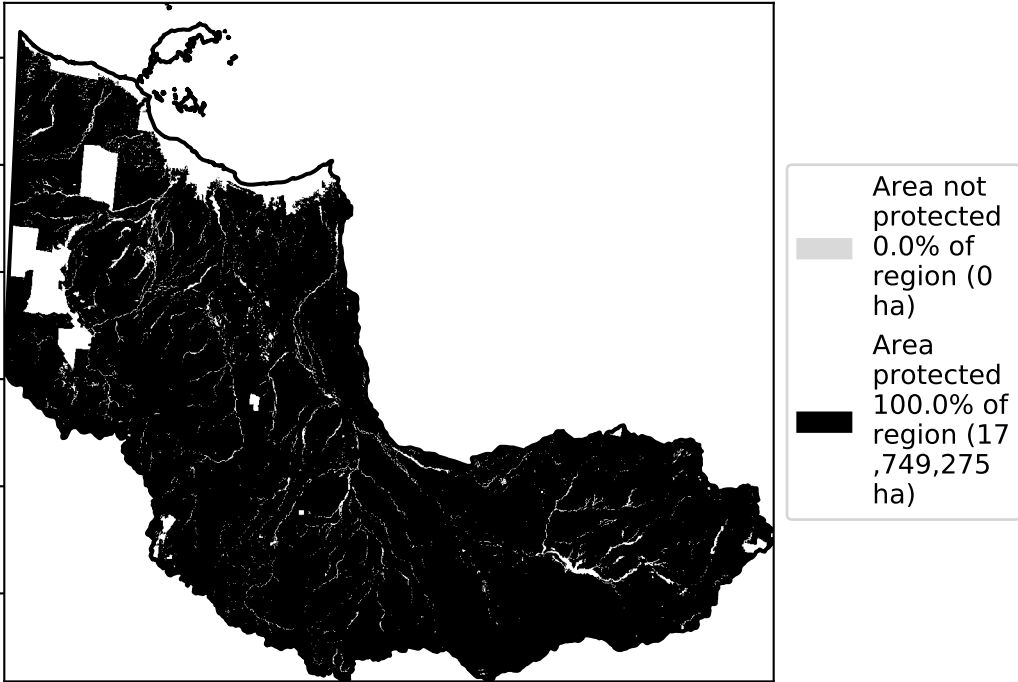 Area not
protected
0.0% of
region (0
ha)
Area
protected
100.0% of
region (17
,749,275
ha)